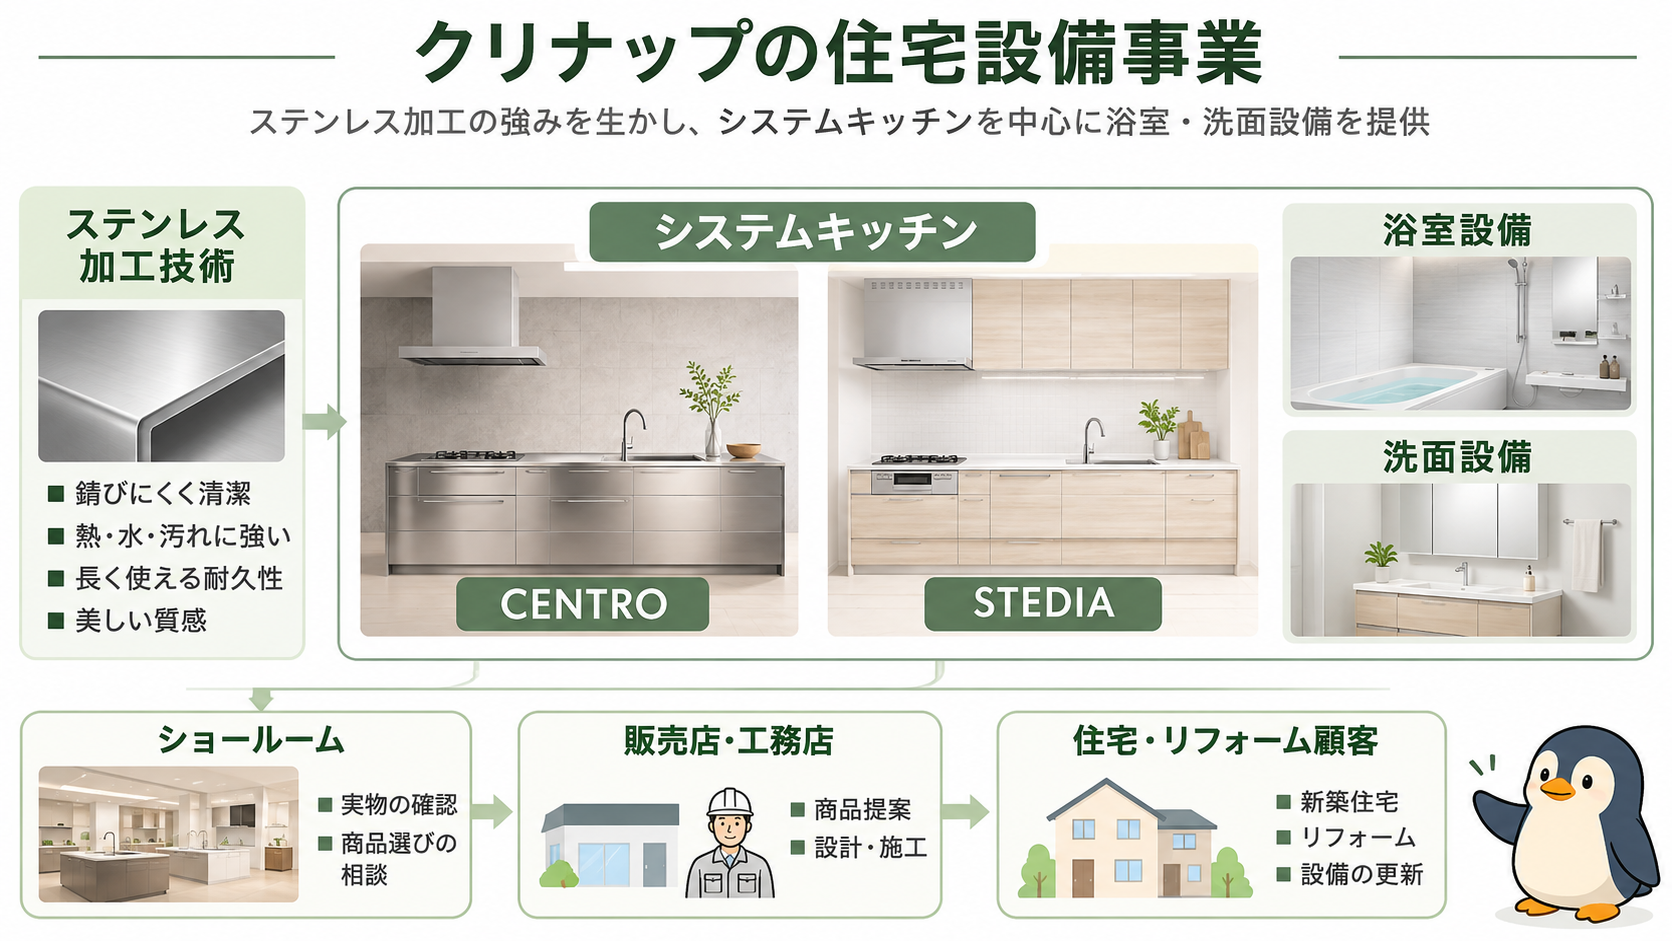 クリナップの住宅設備事業
ステンレス加工の強みを生かし、システムキッチンを中心に浴室・洗面設備を提供
ステンレス
加工技術
錆びにくく清潔
熱・水・汚れに強い
長く使える耐久性
美しい質感
システムキッチン
CENTRO
STEDIA
浴室設備
洗面設備
ショールーム
実物の確認
商品選びの
相談
販売店・工務店
商品提案
設計・施工
住宅・リフォーム顧客
新築住宅
リフォーム
設備の更新